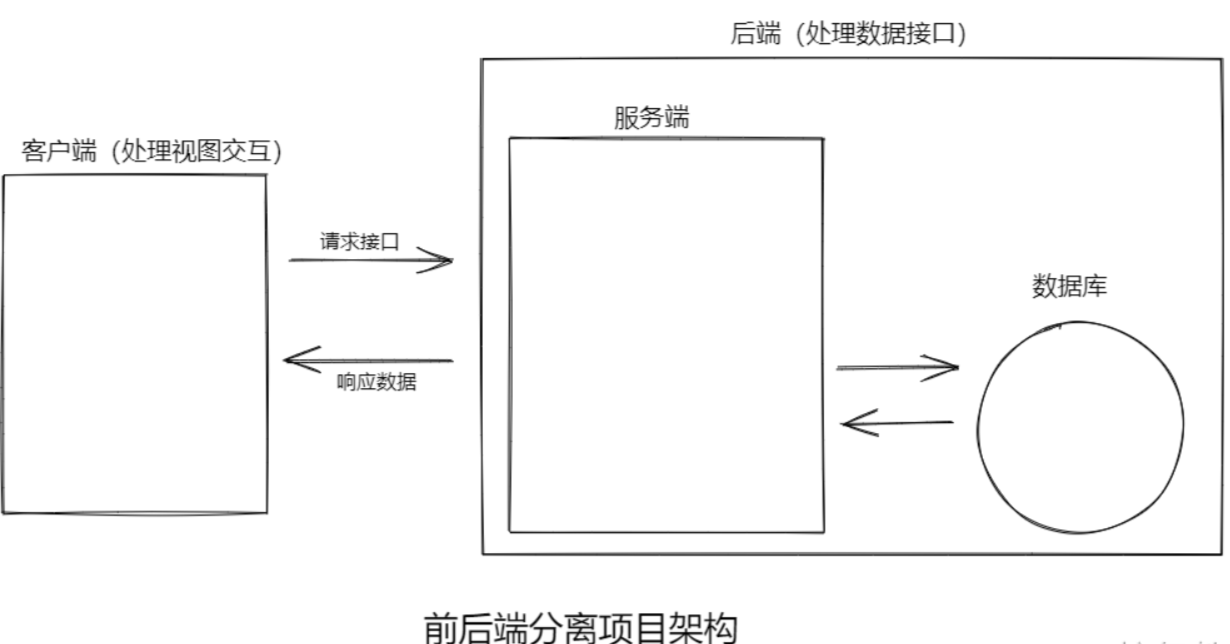 后端（处理数据接口）
服务端
客户端（处理视图交互）
请求接口
数据库
响应数据
前后端分离项目架构